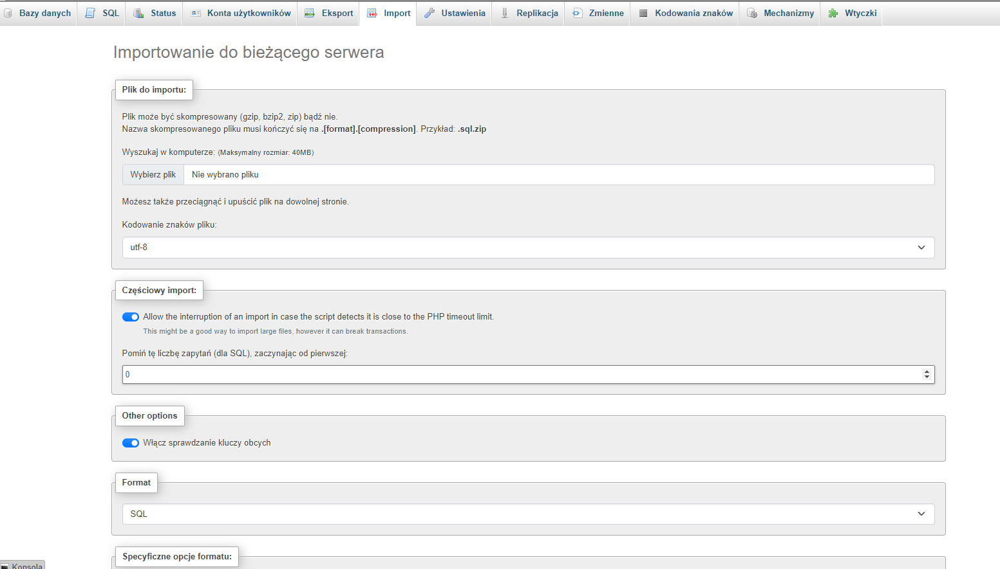 Bazy danych SQL Status Konta użytkowników Eksport Import Ustawienia Replikacja Zmienne Kodowania znaków Mechanizmy Wtyczki
Importowanie do bieżącego serwera
Plik do importu:
Plik może być skompresowany (gzip, bzip2, zip) bądź nie.
Nazwa skompresowanego pliku musi kończyć się na .[format].[compression]. Przykład: .sql.zip
Wyszukaj w komputerze: (Maksymalny rozmiar: 40MB)
Wybierz plik Nie wybrano pliku
Możesz także przeciągnąć i upuścić plik na dowolnej stronie.
Kodowanie znaków pliku:
utf-8
Częściowy import:
Allow the interruption of an import in case the script detects it is close to the PHP timeout limit.
This might be a good way to import large files, however it can break transactions.
Pomiń tę liczbę zapytań (dla SQL), zaczynając od pierwszej:
0
Other options
Włącz sprawdzanie kluczy obcych
Format
SQL
Specyficzne opcje formatu:
Konsola